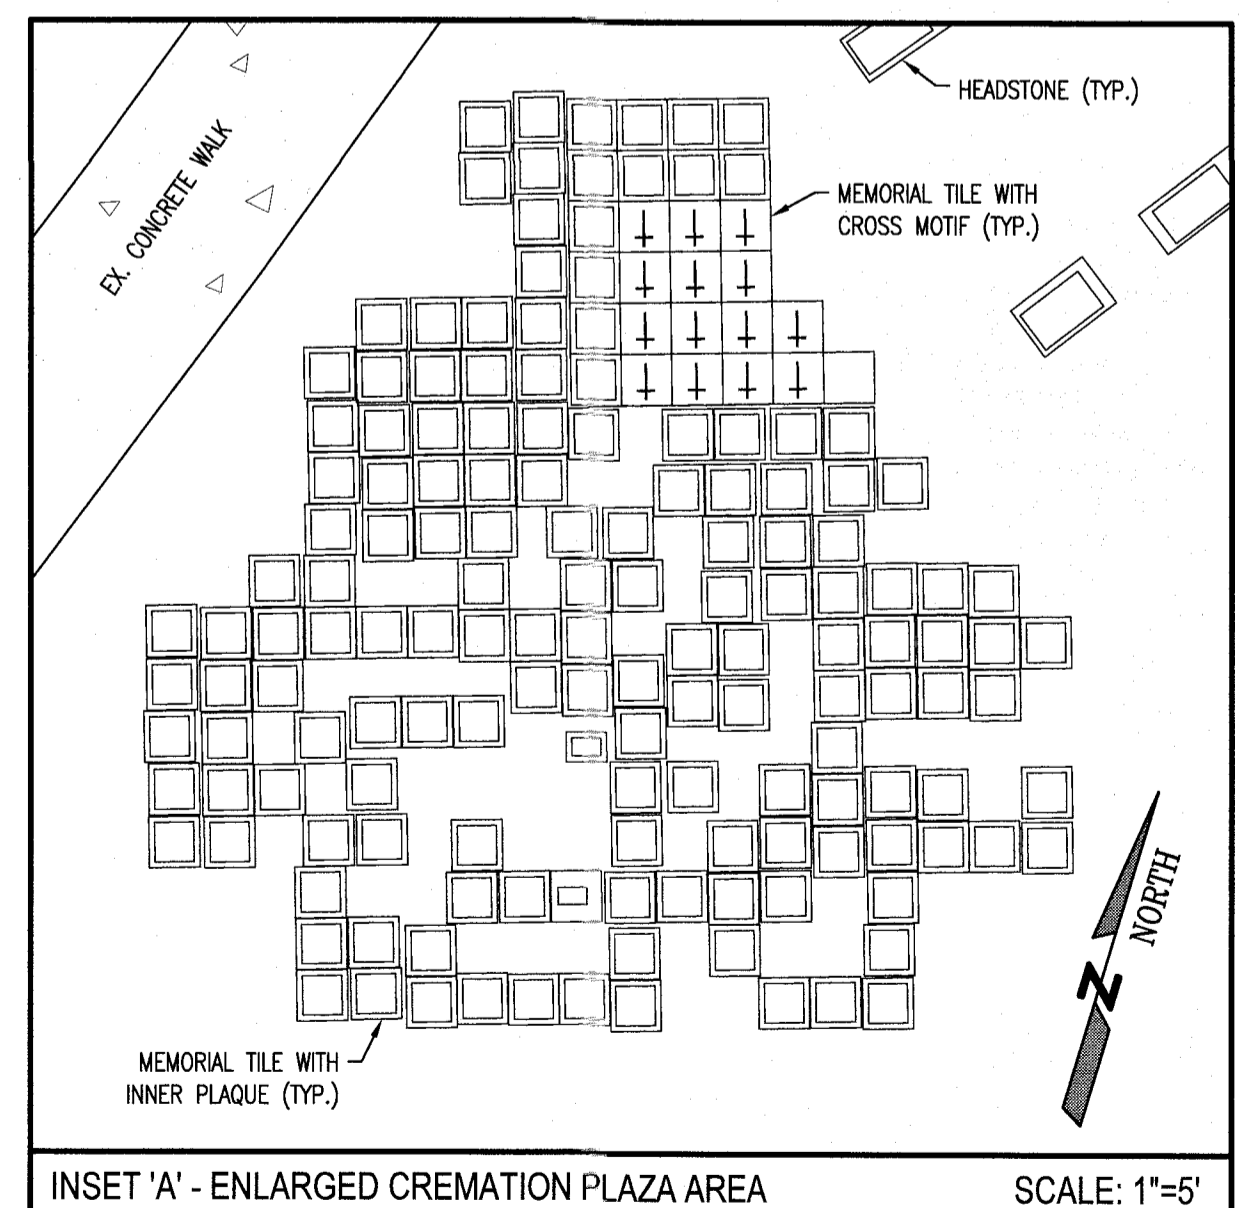 HEADSTONE (TYP.)
EX. CONCRETE WALK
MEMORIAL TILE WITH
CROSS MOTIF (TYP.)
NORTH
N
MEMORIAL TILE WITH
INNER PLAQUE (TYP.)
INSET 'A' - ENLARGED CREMATION PLAZA AREA
SCALE: 1"=5'